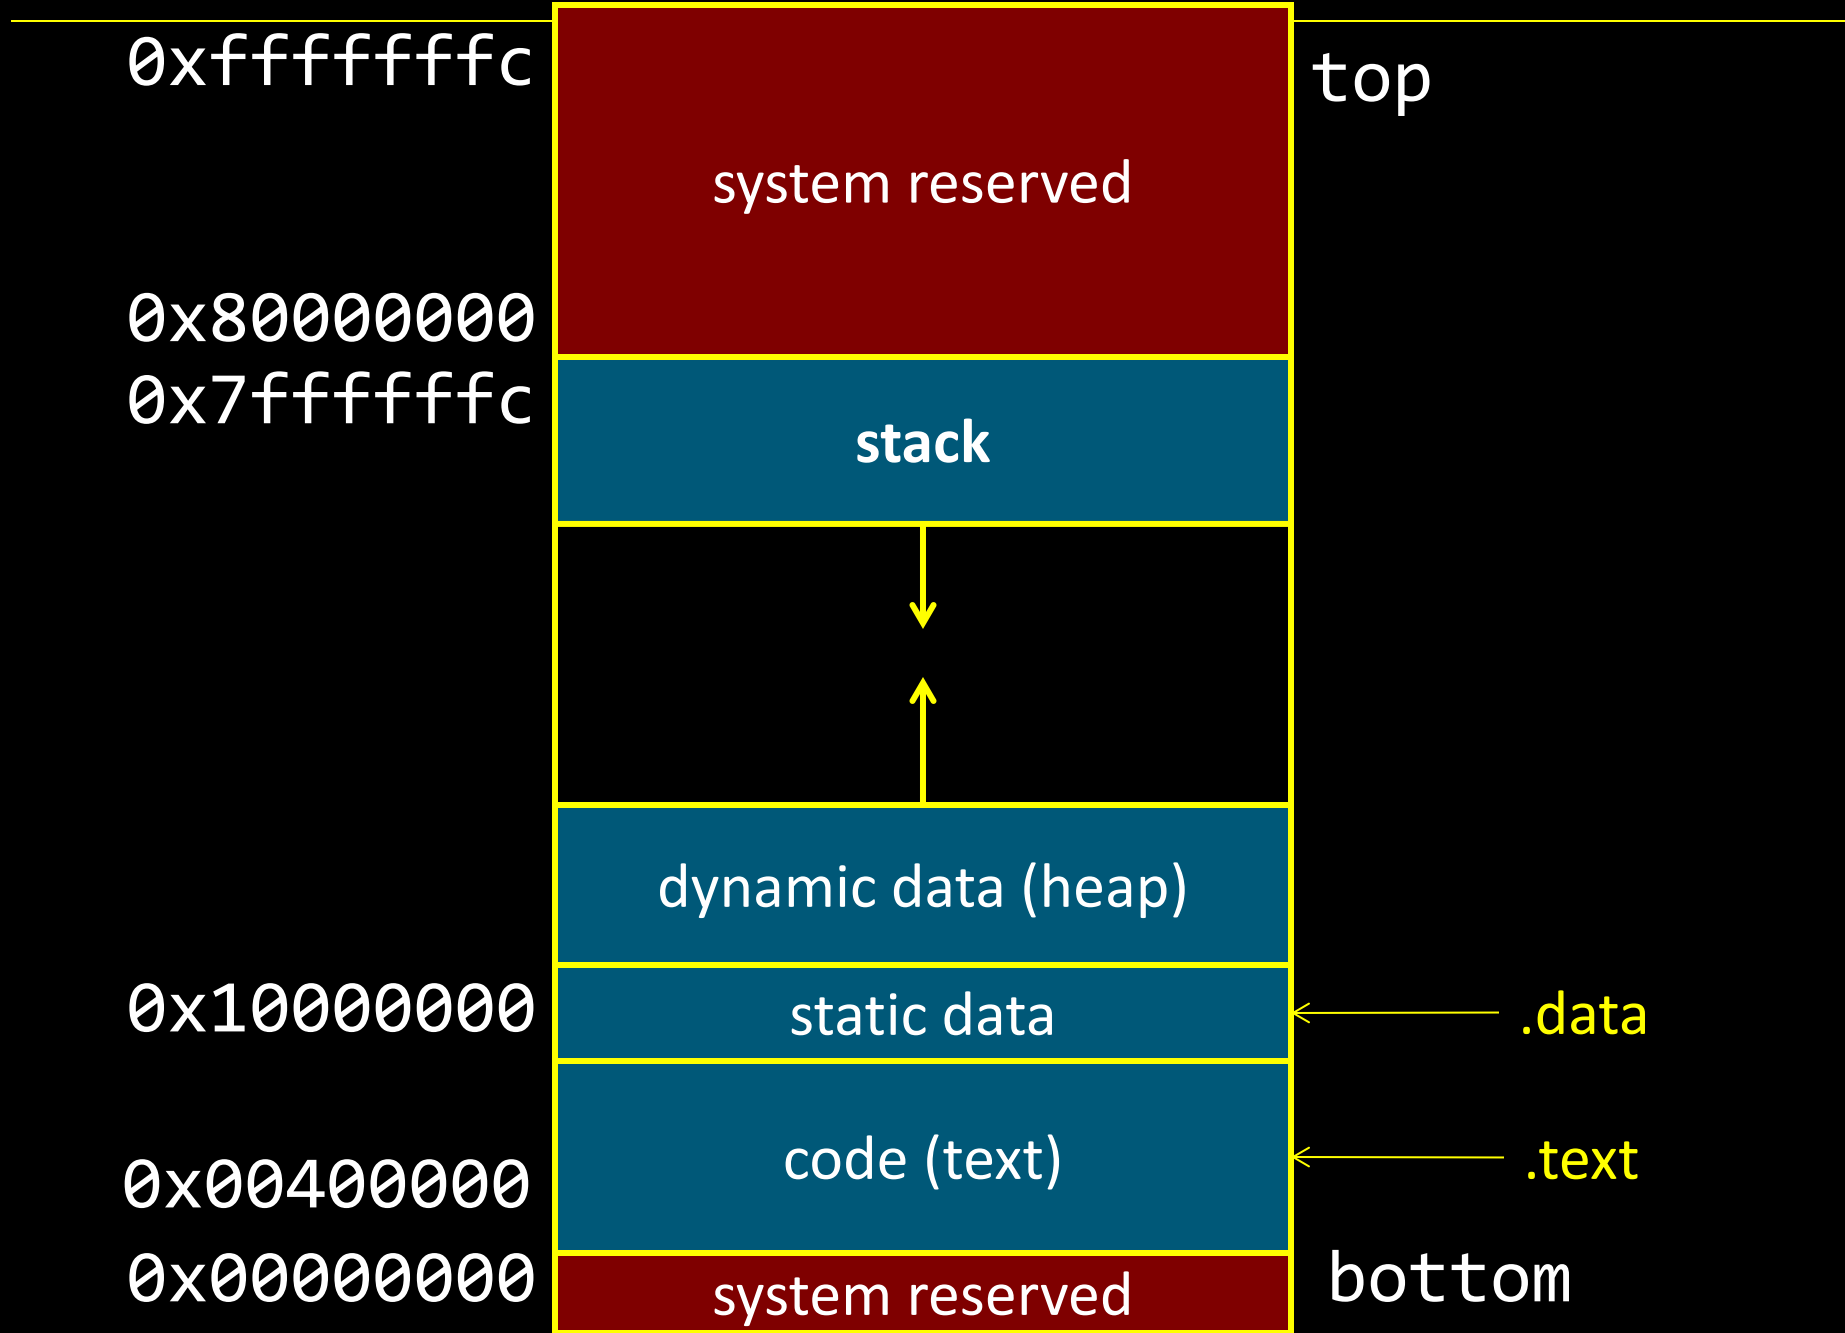 0xfffffffc
top
system reserved
0x80000000
0x7ffffffc
stack
dynamic data (heap)
0x10000000
static data
.data
code (text)
.text
0x00400000
0x00000000
bottom
system reserved